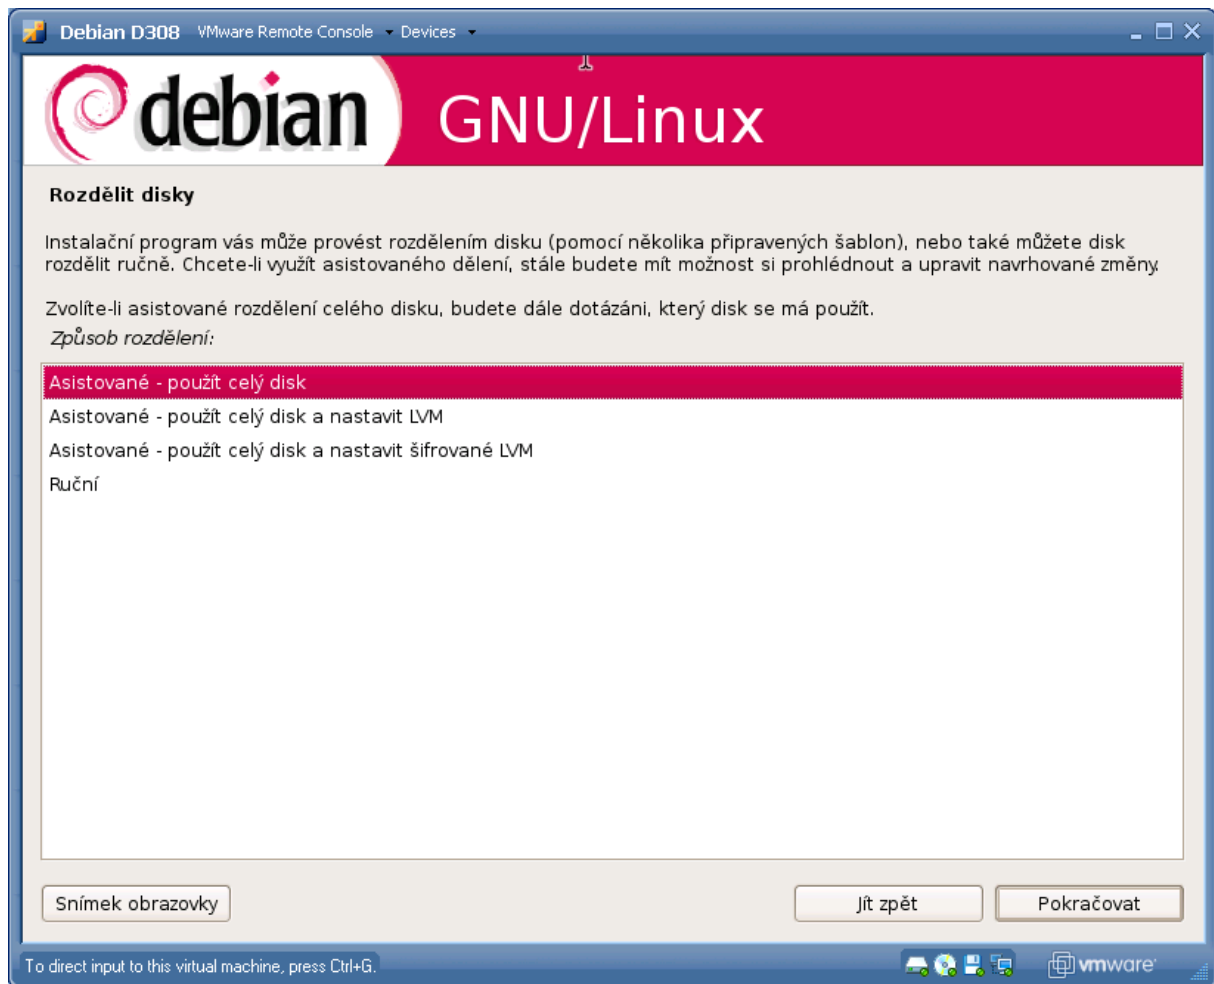 Debian D308 VMware Remote Console Devices
debian GNU/Linux
Rozdělit disky
Instalační program vás může provést rozdělením disku (pomocí několika připravených šablon), nebo také můžete disk
rozdělit ručně. Chcete-li využít asistovaného dělení, stále budete mít možnost si prohlédnout a upravit navrhované změny.
Zvolíte-li asistované rozdělení celého disku, budete dále dotázáni, který disk se má použít.
Způsob rozdělení:
Asistované - použít celý disk
Asistované - použít celý disk a nastavit LVM
Asistované - použít celý disk a nastavit šifrované LVM
Ruční
Snímek obrazovky
Jít zpět
Pokračovat
To direct input to this virtual machine, press Ctrl+G.
vmware